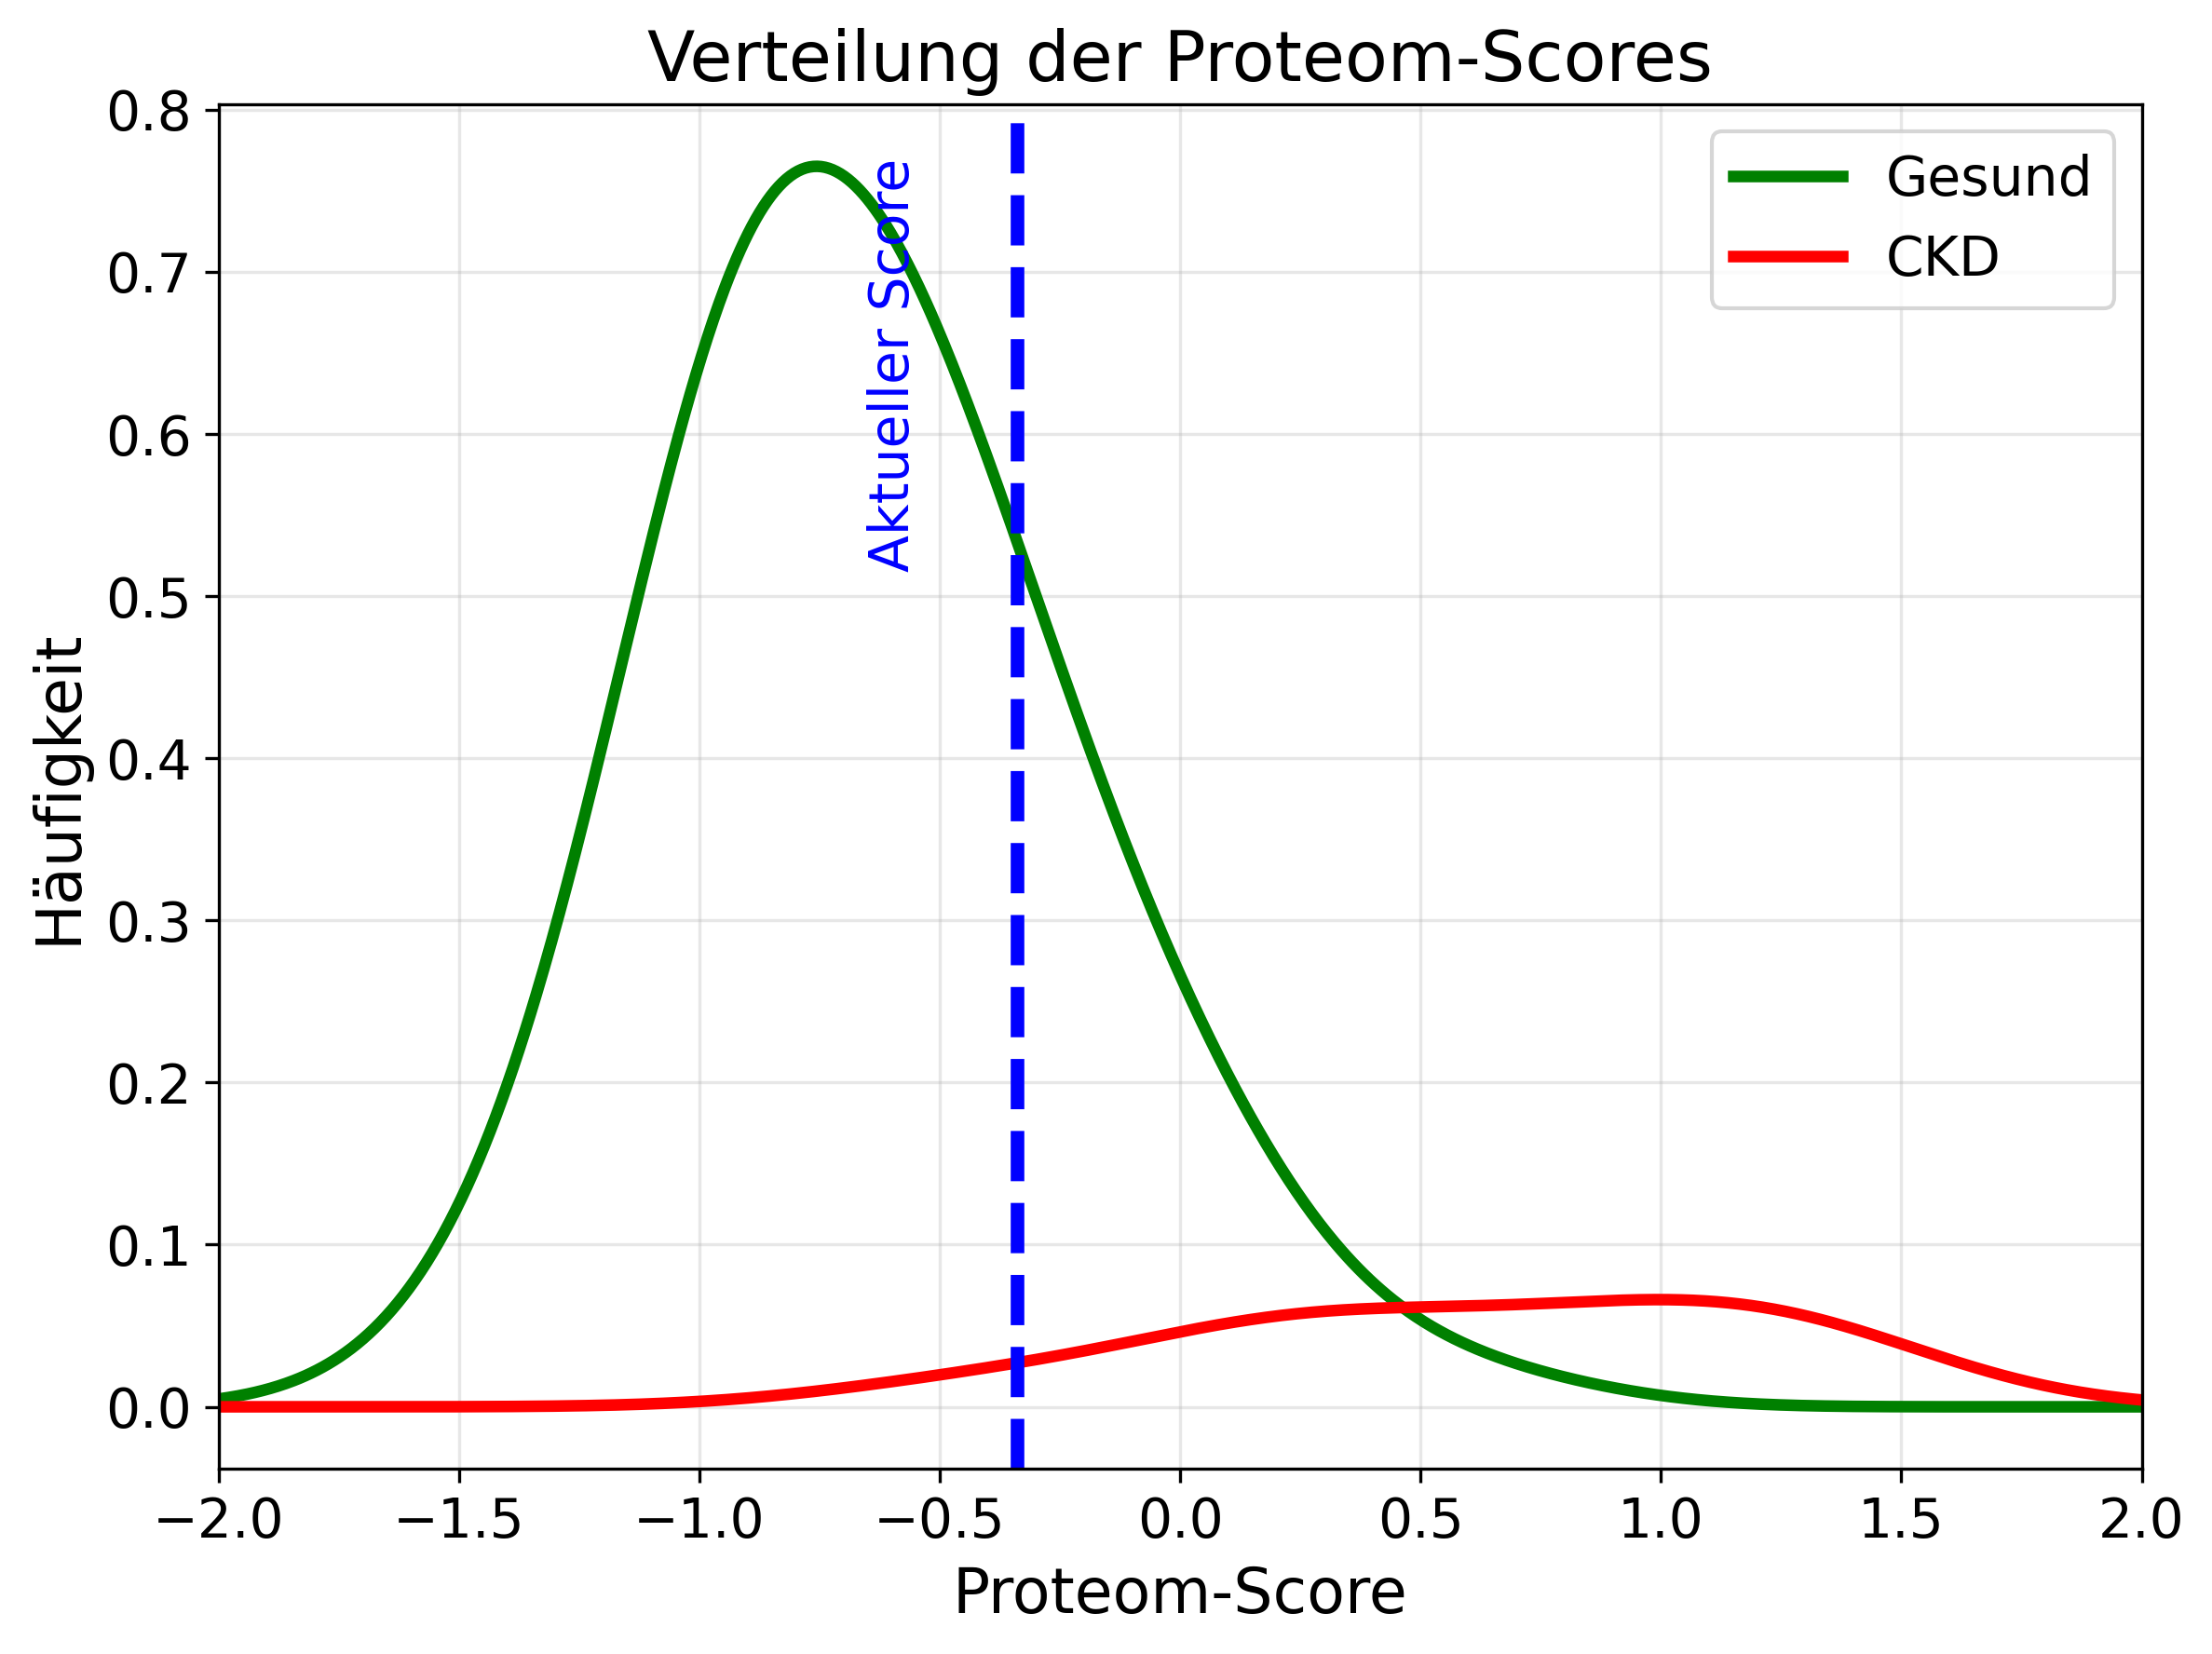 Verteilung der Proteom-Scores
Gesund
CKD
Aktueller Score
Häufigkeit
0.8
0.7
0.6
0.5
0.4
0.3
0.2
0.1
0.0
−2.0 −1.5 −1.0 −0.5 0.0 0.5 1.0 1.5 2.0
Proteom-Score